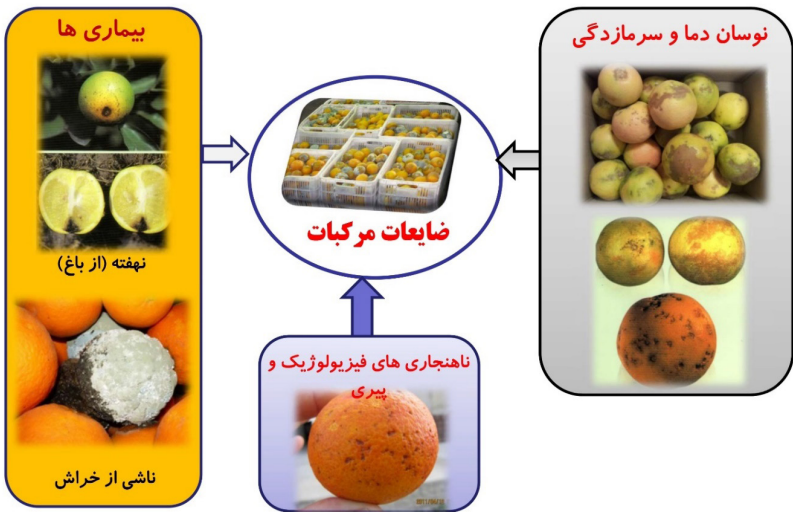 نوسان دما و سرمازدگی
بیماری ها
نهفته (از باغ)
ناشی از خراش
ضایعات مرکبات
ناهنجاری های فیزیولوژیک و
پیری